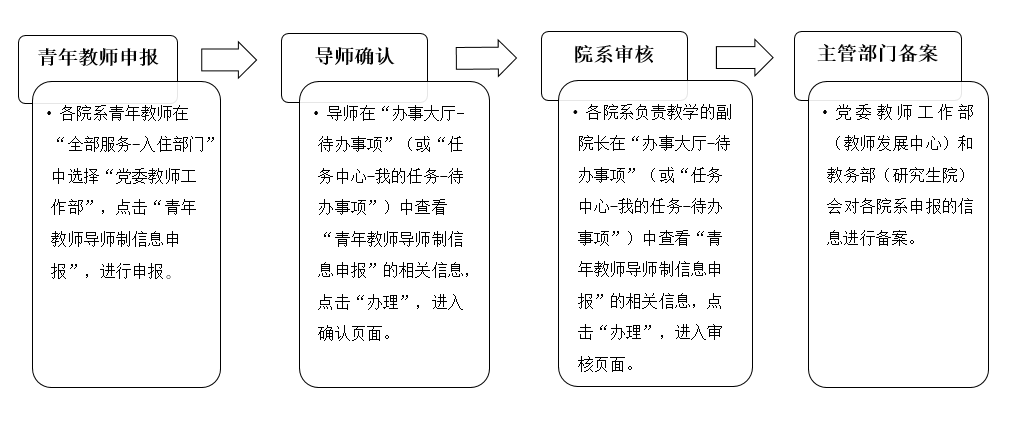 青年教师申报
• 各院系青年教师在
“全部服务-入住部门”
中选择“党委教师工
作部”，点击“青年
教师导师制信息申
报”，进行申报。
导师确认
• 导师在“办事大厅-
待办事项”（或“任
务中心-我的任务-待
办事项”）中查看
“青年教师导师制信
息申报”的相关信息，
点击“办理”，进入
确认页面。
院系审核
• 各院系负责教学的副
院长在“办事大厅-待
办事项”（或“任务
中心-我的任务-待办
事项”）中查看“青
年教师导师制信息申
报”的相关信息，点
击“办理”，进入审
核页面。
主管部门备案
• 党委教师工作部
（教师发展中心）和
教务部（研究生院）
会对各院系申报的信
息进行备案。